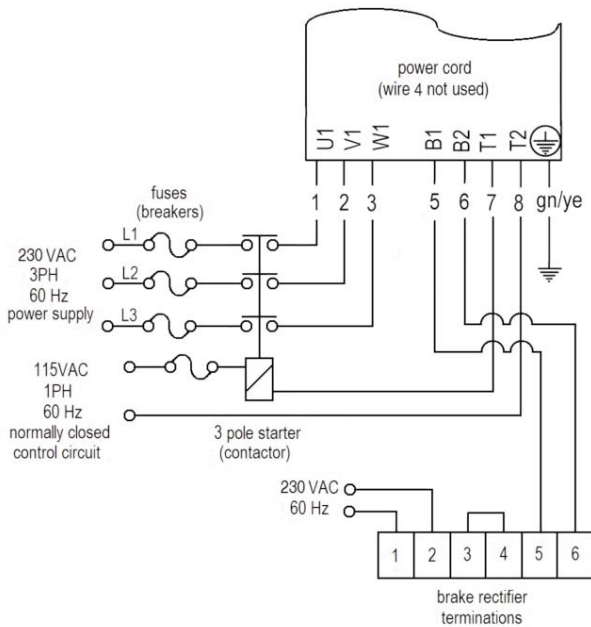 power cord
(wire 4 not used)
U1
V1
W1
B1
B2
T1
T2
1
2
3
5
6
7
8
gn/ye
fuses
(breakers)
L1
L2
L3
230 VAC
3PH
60 Hz
power supply
115VAC
1PH
60 Hz
normally closed
control circuit
3 pole starter
(contactor)
230 VAC
60 Hz
1
2
3
4
5
6
brake rectifier
terminations